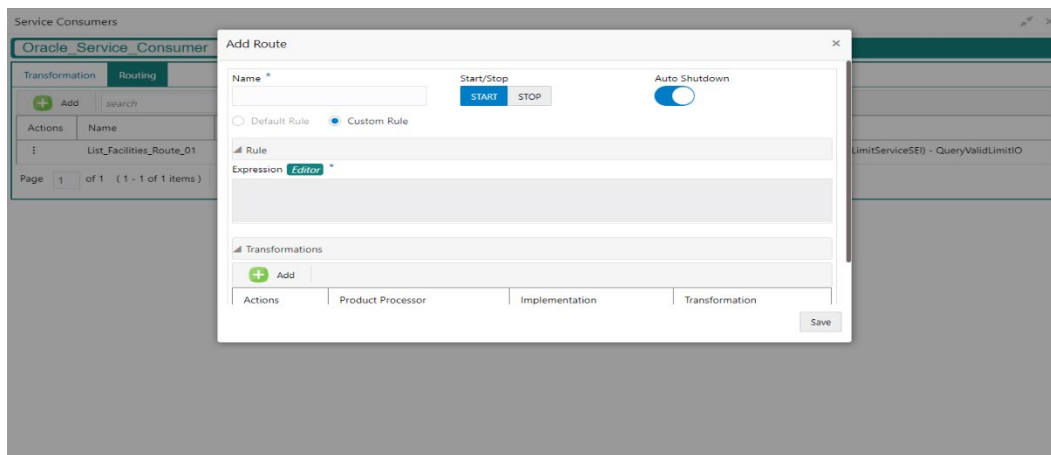 Service Consumers
Oracle_Service_Consumer
Transformation Routing
Add search
Actions Name
List_Facilities_Route_01
LimitServiceSEI) - QueryValidLimitIO
Page 1 of 1 (1 - 1 of 1 items)
Add Route
Name * Start/Stop Auto Shutdown
START STOP
Default Rule Custom Rule
Rule
Expression Editor *
Transformations
Add
Actions Product Processor Implementation Transformation
Save